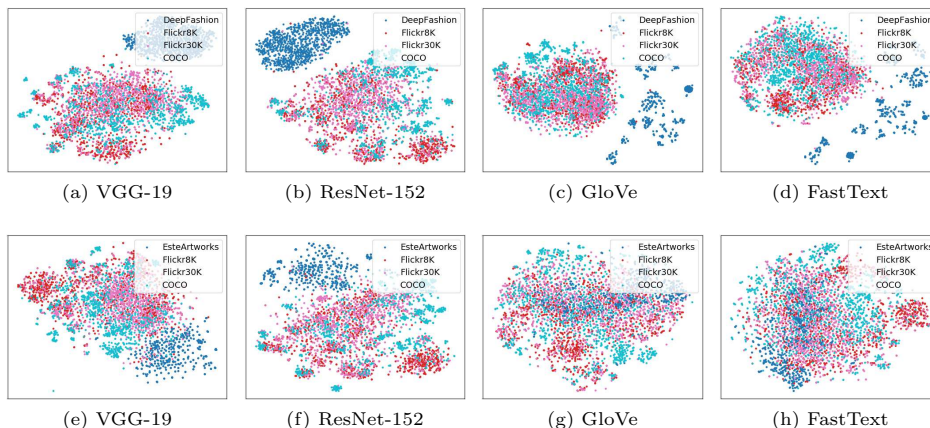 DeepFashion
Flickr8K
Flickr30K
COCO
DeepFashion
Flickr8K
Flickr30K
COCO
DeepFashion
Flickr8K
Flickr30K
COCO
DeepFashion
Flickr8K
Flickr30K
COCO
(a) VGG-19
(b) ResNet-152
(c) GloVe
(d) FastText
EsteArtworks
Flickr8K
Flickr30K
COCO
EsteArtworks
Flickr8K
Flickr30K
COCO
EsteArtworks
Flickr8K
Flickr30K
COCO
EsteArtworks
Flickr8K
Flickr30K
COCO
(e) VGG-19
(f) ResNet-152
(g) GloVe
(h) FastText